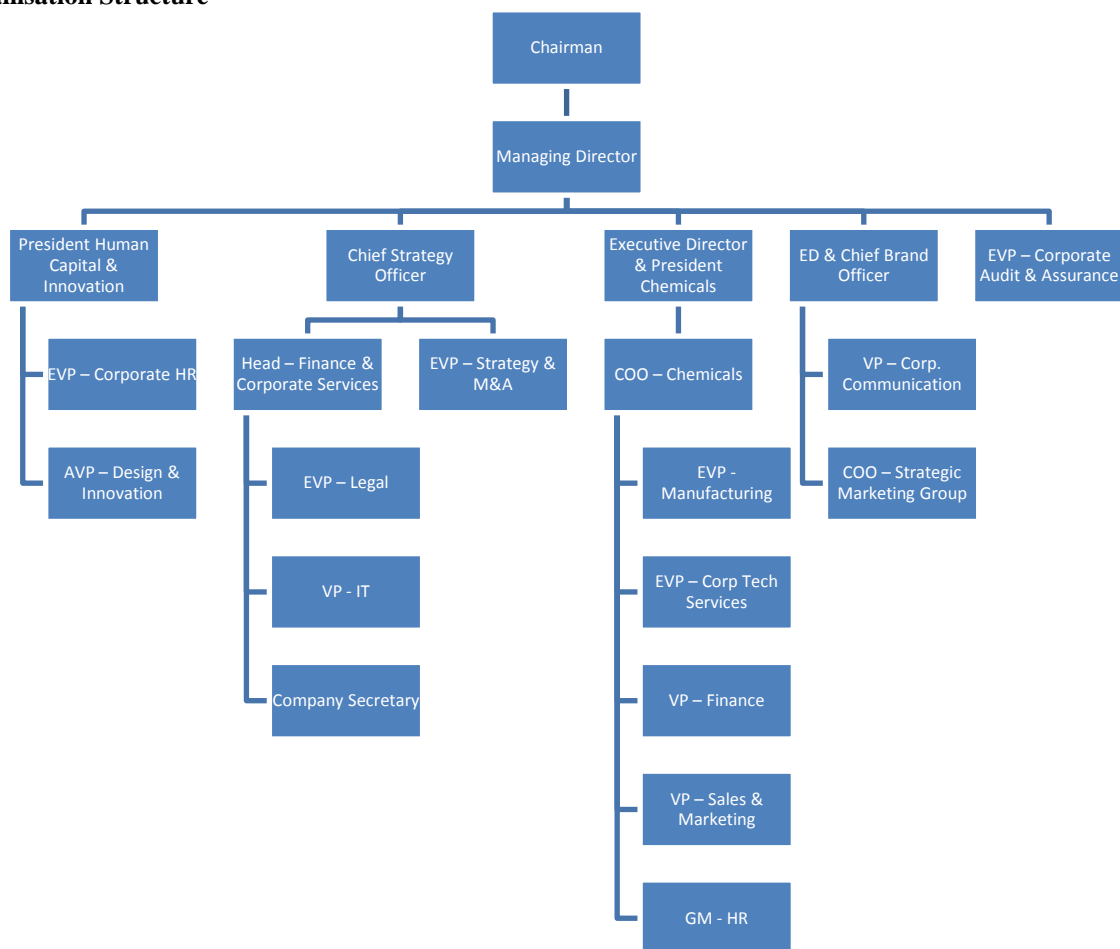 Organisation Structure
Chairman
Managing Director
President Human
Capital &
Innovation
Chief Strategy
Officer
Executive Director
& President
Chemicals
ED & Chief Brand
Officer
EVP – Corporate
Audit & Assurance
EVP – Corporate HR
Head – Finance &
Corporate Services
EVP – Strategy &
M&A
COO – Chemicals
VP – Corp.
Communication
AVP – Design &
Innovation
EVP – Legal
EVP -
Manufacturing
COO – Strategic
Marketing Group
VP - IT
EVP – Corp Tech
Services
Company Secretary
VP – Finance
VP – Sales &
Marketing
GM - HR